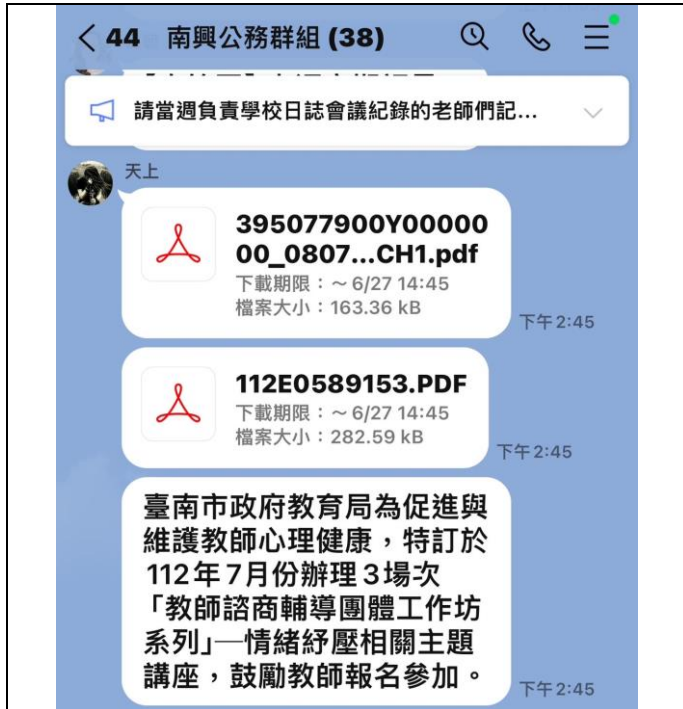 44 南興公務群組 (38)
請當週負責學校日誌會議紀錄的老師們記...
天上
395077900Y00000
00_0807...CH1.pdf
下載期限：～ 6/27 14:45
檔案大小：163.36 kB
下午 2:45
112E0589153.PDF
下載期限：～ 6/27 14:45
檔案大小：282.59 kB
下午 2:45
臺南市政府教育局為促進與
維護教師心理健康，特訂於
112年7月份辦理3場次
「教師諮商輔導團體工作坊
系列」—情緒紓壓相關主題
講座，鼓勵教師報名參加。
下午 2:45